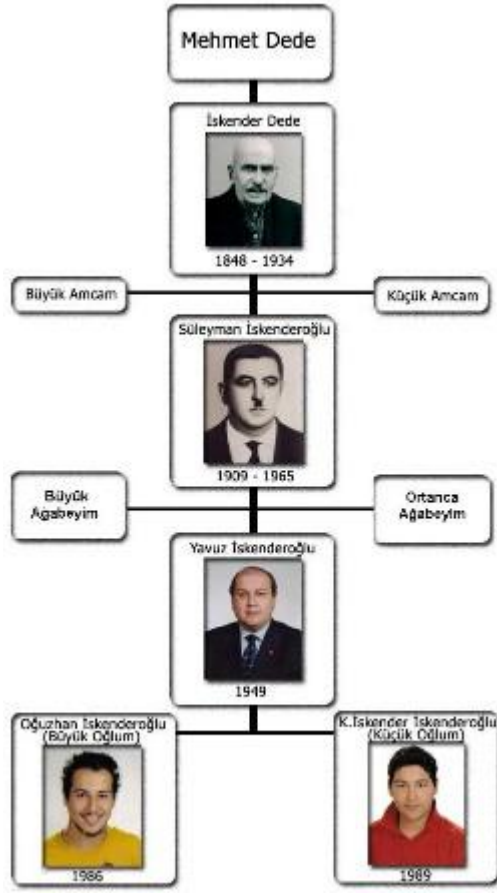 Mehmet Dede
İskender Dede
1848 - 1934
Büyük Amcam
Küçük Amcam
Süleyman İskenderoğlu
1909 - 1965
Büyük
Ağabeyim
Ortanca
Ağabeyim
Yavuz İskenderoğlu
1949
Oğuzhan İskenderoğlu
(Büyük Oğlum)
1986
K.İskender İskenderoğlu
(Küçük Oğlum)
1989